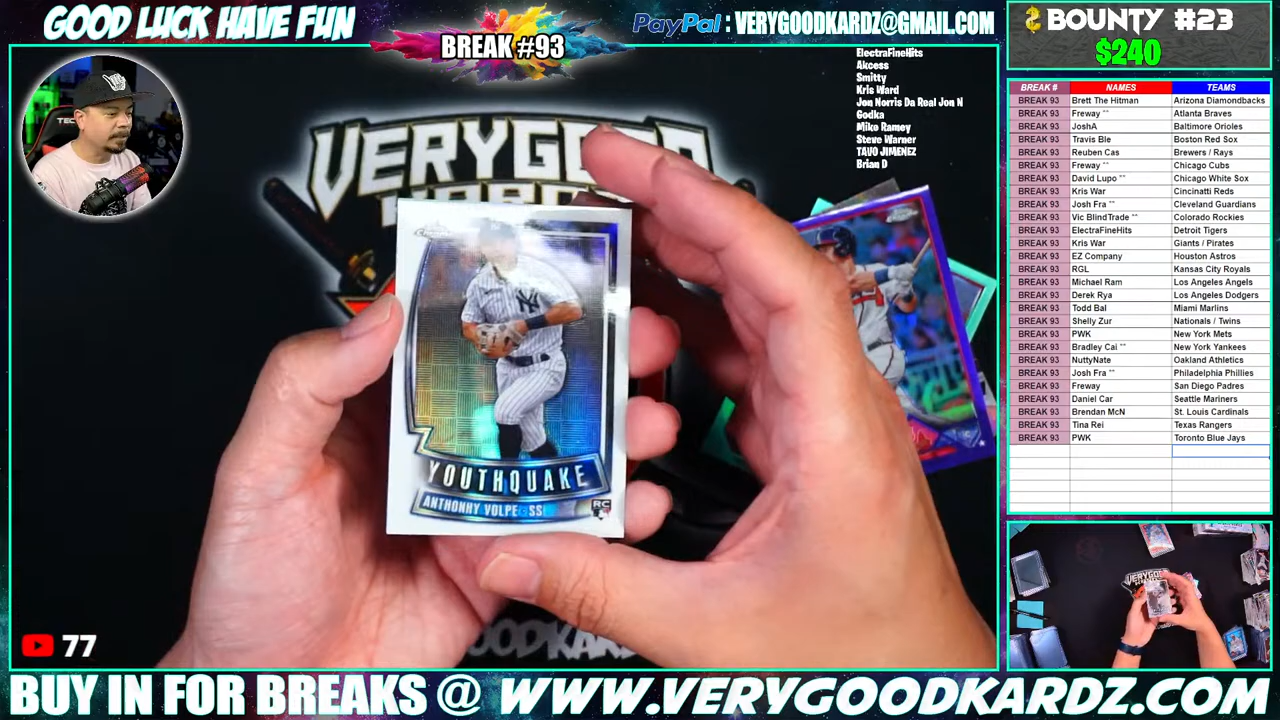 GOOD LUCK HAVE FUN
BREAK #93
PayPal : VERYGOODKARDZ@GMAIL.COM
BOUNTY #23
$240
ElectraFineHits
Akcess
Smitty
Kris Ward
Jon Norris Da Real Jon N
Godka
Mike Ramey
Steve Warner
TAVO JIMENEZ
Brian D
BREAK # NAMES TEAMS
BREAK 93 Brett The Hitman Arizona Diamondbacks
BREAK 93 Freway ** Atlanta Braves
BREAK 93 JoshA Baltimore Orioles
BREAK 93 Travis Ble Boston Red Sox
BREAK 93 Reuben Cas Brewers / Rays
BREAK 93 Freway ** Chicago Cubs
BREAK 93 David Lupo ** Chicago White Sox
BREAK 93 Kris War Cincinatti Reds
BREAK 93 Josh Fra ** Cleveland Guardians
BREAK 93 Vic BlindTrade ** Colorado Rockies
BREAK 93 ElectraFineHits Detroit Tigers
BREAK 93 Kris War Giants / Pirates
BREAK 93 EZ Company Houston Astros
BREAK 93 RGL Kansas City Royals
BREAK 93 Michael Ram Los Angeles Angels
BREAK 93 Derek Rya Los Angeles Dodgers
BREAK 93 Todd Bal Miami Marlins
BREAK 93 Shelly Zur Nationals / Twins
BREAK 93 PWK New York Mets
BREAK 93 Bradley Cai ** New York Yankees
BREAK 93 NuttyNate Oakland Athletics
BREAK 93 Josh Fra ** Philadelphia Phillies
BREAK 93 Freway San Diego Padres
BREAK 93 Daniel Car Seattle Mariners
BREAK 93 Brendan McN St. Louis Cardinals
BREAK 93 Tina Rei Texas Rangers
BREAK 93 PWK Toronto Blue Jays
VERYGOOD
NY
YOUTHQUAKE
ANTHONHY VOLPE SS
RC
77
BUY IN FOR BREAKS @ WWW.VERYGOODKARDZ.COM